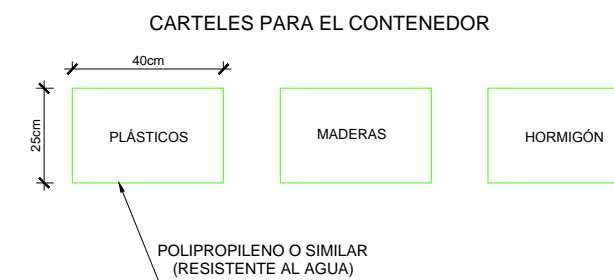 CARTELES PARA EL CONTENEDOR
40cm
25cm
PLÁSTICOS
MADERAS
HORMIGÓN
POLIPROPILENO O SIMILAR
(RESISTENTE AL AGUA)